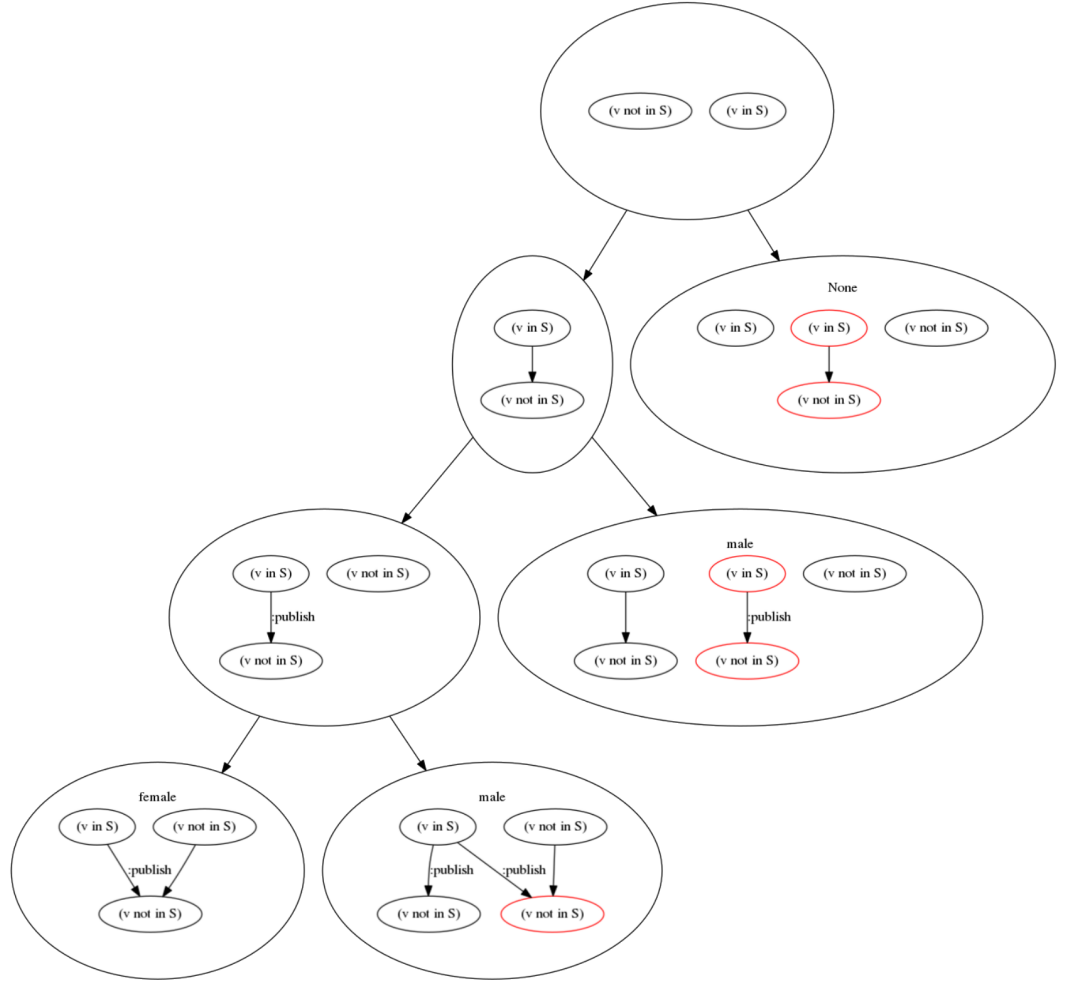 (v not in S) (v in S)
None
(v in S) (v in S) (v not in S)
(v not in S)
(v in S)
(v not in S)
male
(v in S) (v in S) (v not in S)
:publish
(v not in S) (v not in S)
(v in S) (v not in S)
:publish
(v not in S)
female
(v in S) (v not in S)
:publish
(v not in S)
male
(v in S) (v not in S)
:publish :publish
(v not in S) (v not in S)